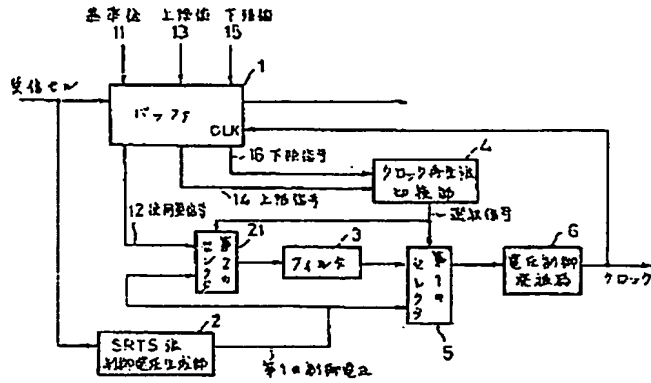 基準値 上限値 下限値
11 13 15
受信セル
1
バッファ
CLK
16 下限信号
4
クロック再生法
切換部
14 上限信号
12 使用量信号
選択信号
21
第2の
セレクタ
3
フィルタ
第1の
セレクタ
5
6
電圧制御
発振器
クロック
2
SRTS法
制御電圧生成部
第1の制御電圧